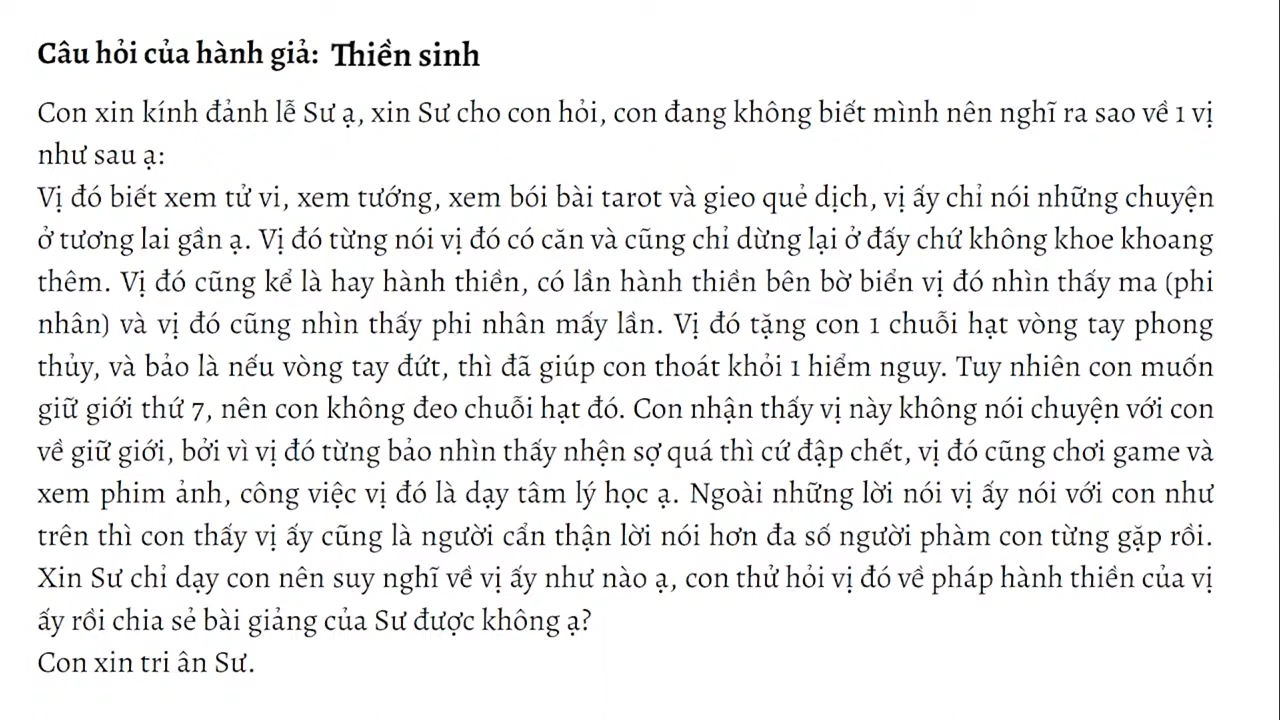 Câu hỏi của hành giả: Thiền sinh
Con xin kính đảnh lễ Sư ạ, xin Sư cho con hỏi, con đang không biết mình nên nghĩ ra sao về 1 vị
như sau ạ:
Vị đó biết xem tử vi, xem tướng, xem bói bài tarot và gieo quẻ dịch, vị ấy chỉ nói những chuyện
ở tương lai gần ạ. Vị đó từng nói vị đó có căn và cũng chỉ dừng lại ở đấy chứ không khoe khoang
thêm. Vị đó cũng kể là hay hành thiền, có lần hành thiền bên bờ biển vị đó nhìn thấy ma (phi
nhân) và vị đó cũng nhìn thấy phi nhân mấy lần. Vị đó tặng con 1 chuỗi hạt vòng tay phong
thủy, và bảo là nếu vòng tay đứt, thì đã giúp con thoát khỏi 1 hiểm nguy. Tuy nhiên con muốn
giữ giới thứ 7, nên con không đeo chuỗi hạt đó. Con nhận thấy vị này không nói chuyện với con
về giữ giới, bởi vì vị đó từng bảo nhìn thấy nhện sợ quá thì cứ đập chết, vị đó cũng chơi game và
xem phim ảnh, công việc vị đó là dạy tâm lý học ạ. Ngoài những lời nói vị ấy nói với con như
trên thì con thấy vị ấy cũng là người cẩn thận lời nói hơn đa số người phàm con từng gặp rồi.
Xin Sư chỉ dạy con nên suy nghĩ về vị ấy như nào ạ, con thử hỏi vị đó về pháp hành thiền của vị
ấy rồi chia sẻ bài giảng của Sư được không ạ?
Con xin tri ân Sư.